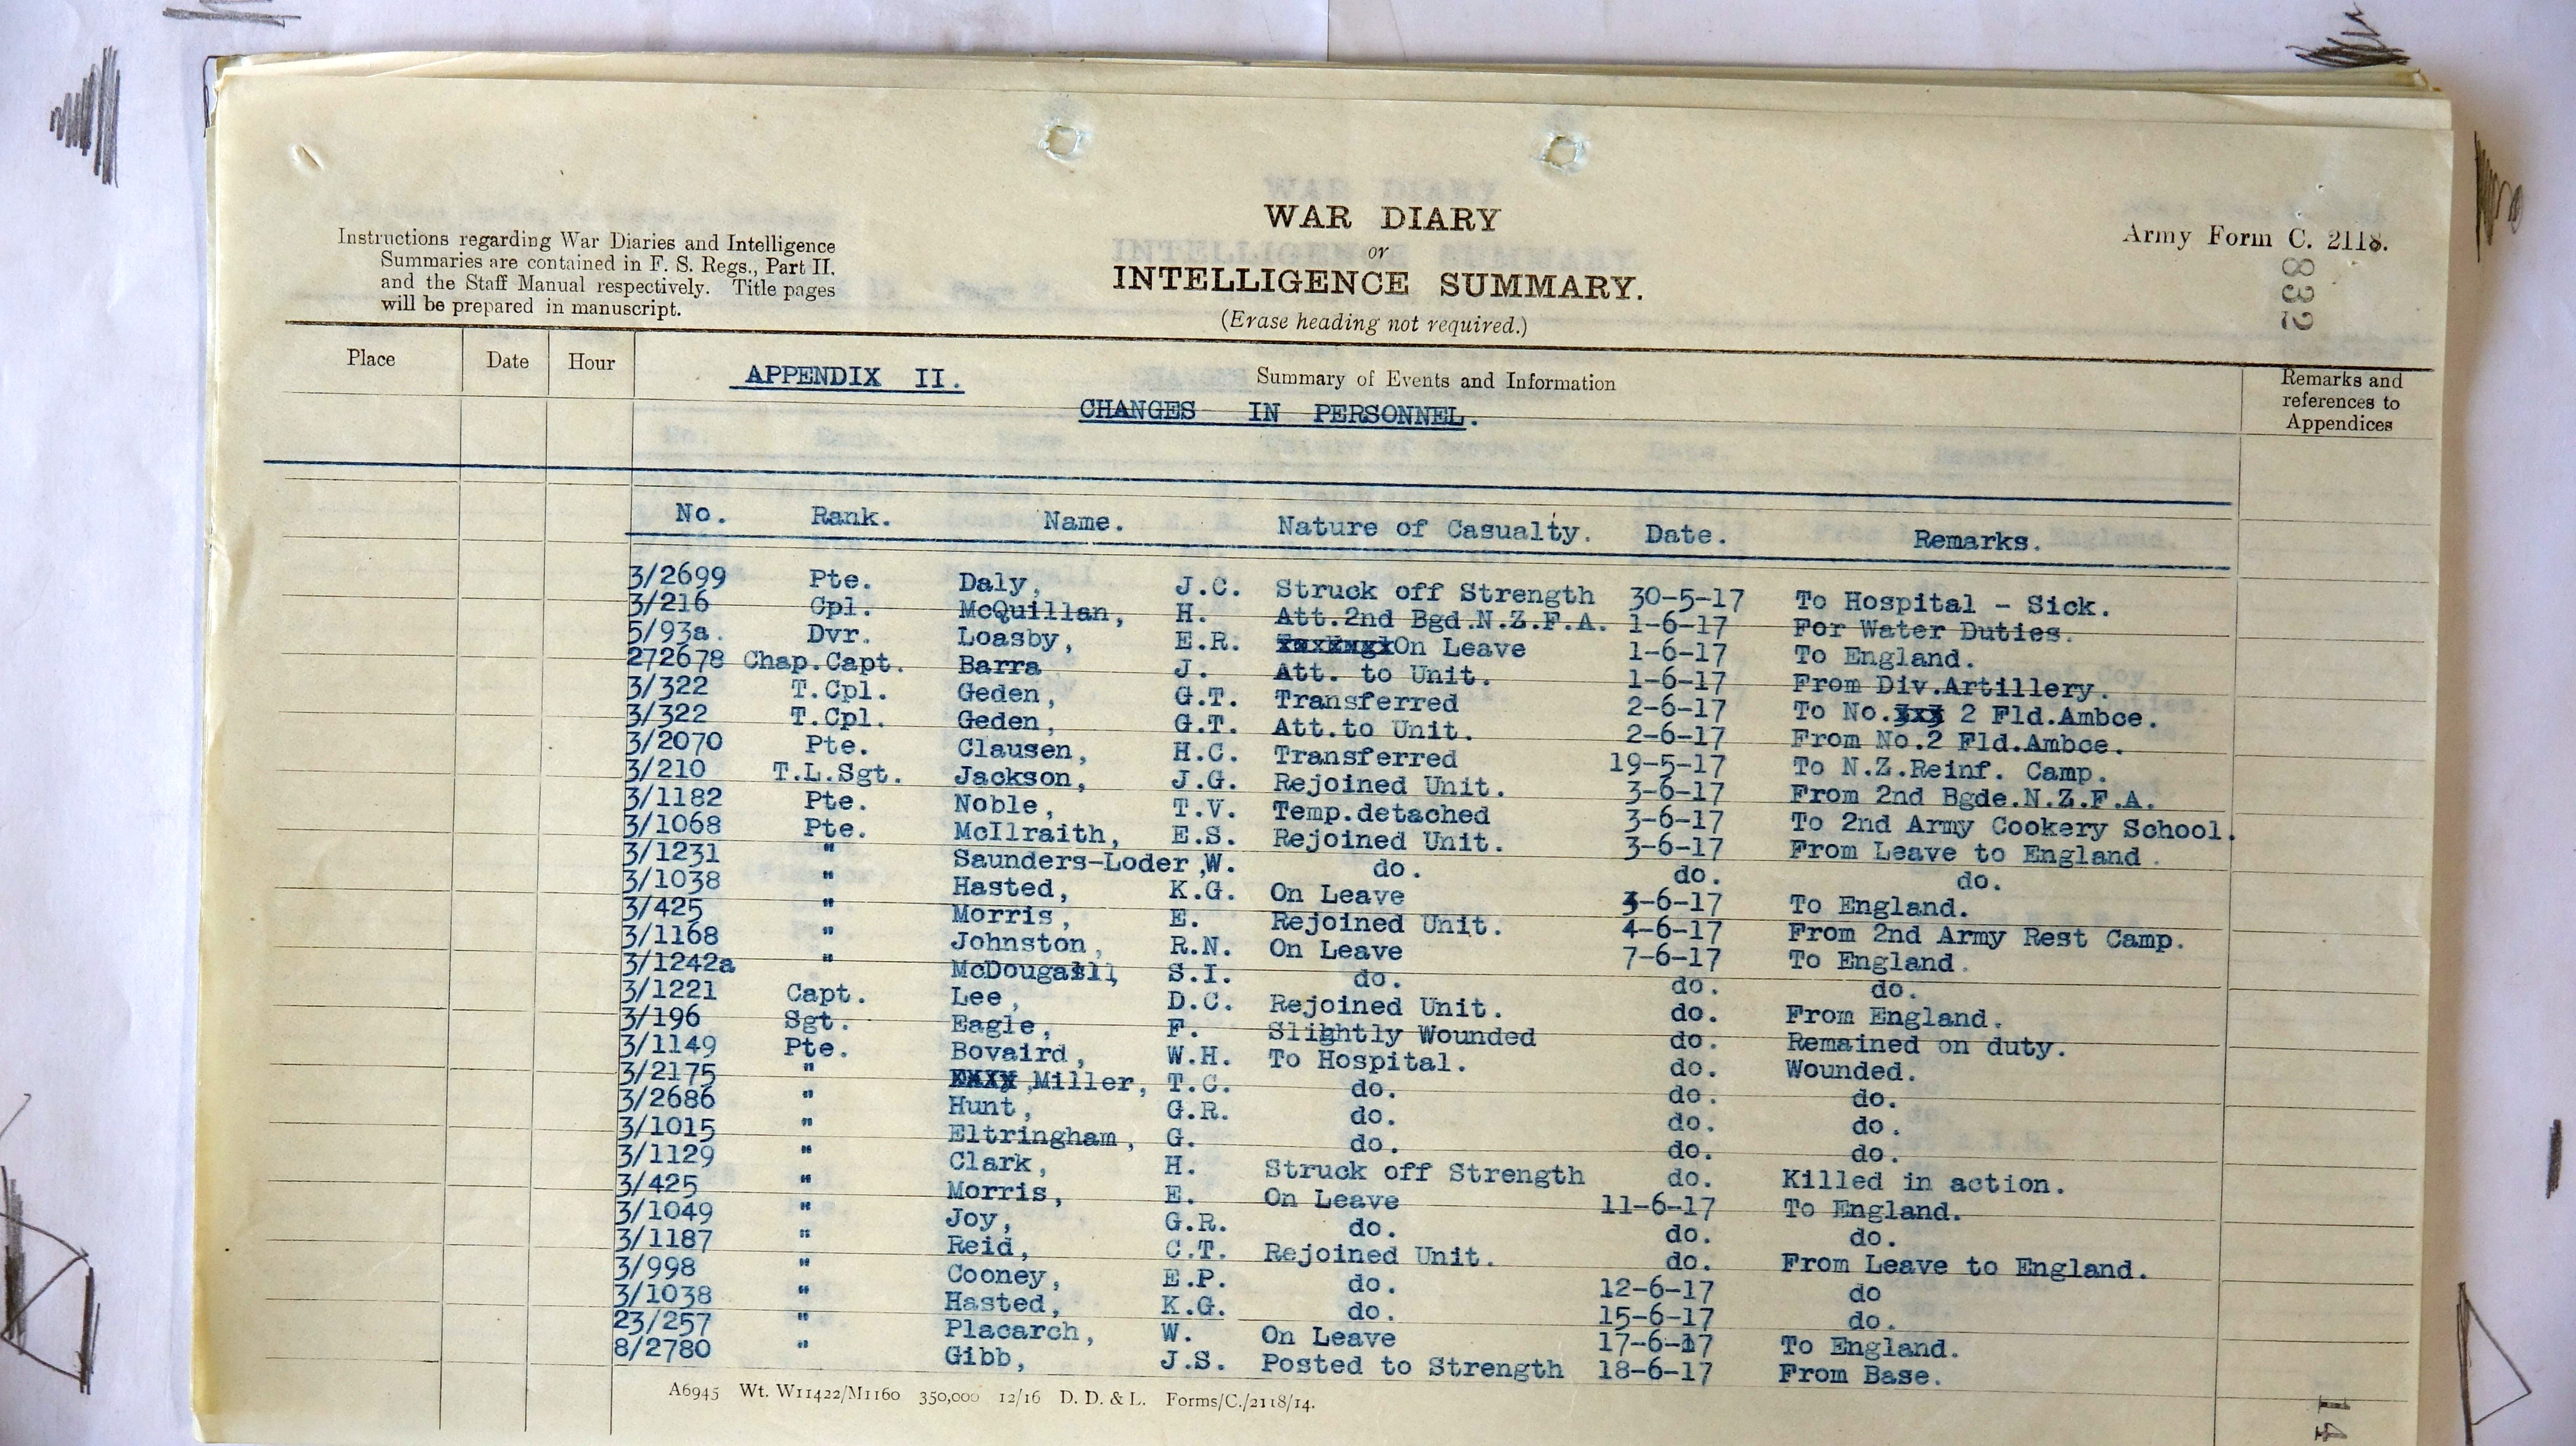 WAR DIARY
or
INTELLIGENCE SUMMARY.
(Erase heading not required.)
Instructions regarding War Diaries and Intelligence
Summaries are contained in F. S. Regs., Part II.
and the Staff Manual respectively. Title pages
will be prepared in manuscript.
Army Form C. 2118.
832
Place Date Hour Summary of Events and Information Remarks and
references to
Appendices
APPENDIX II.
CHANGES IN PERSONNEL.
No. Rank. Name. Nature of Casualty. Date. Remarks.
3/2699 Pte. Daly, J.C. Struck off Strength 30-5-17 To Hospital - Sick.
3/216 Cpl. McQuillan, H. Att.2nd Bgd.N.Z.F.A. 1-6-17 For Water Duties.
5/93a. Dvr. Loasby, E.R. On Leave 1-6-17 To England.
272678 Chap.Capt. Barra J. Att. to Unit. 1-6-17 From Div.Artillery.
3/322 T.Cpl. Geden, G.T. Transferred 2-6-17 To No. 2 Fld.Ambce.
3/322 T.Cpl. Geden, G.T. Att.to Unit. 2-6-17 From No.2 Fld.Ambce.
3/2070 Pte. Clausen, H.C. Transferred 19-5-17 To N.Z.Reinf. Camp.
3/210 T.L.Sgt. Jackson, J.G. Rejoined Unit. 3-6-17 From 2nd Bgde.N.Z.F.A.
3/1182 Pte. Noble, T.V. Temp.detached 3-6-17 To 2nd Army Cookery School.
3/1068 Pte. McIlraith, E.S. Rejoined Unit. 3-6-17 From Leave to England.
3/1231 " Saunders-Loder,W. do. do. do.
3/1038 " Hasted, K.G. On Leave 3-6-17 To England.
3/425 " Morris, E. Rejoined Unit. 4-6-17 From 2nd Army Rest Camp.
3/1168 " Johnston, R.N. On Leave 7-6-17 To England.
3/1242a " McDougall, S.I. do. do. do.
3/1221 Capt. Lee, D.C. Rejoined Unit. do. From England.
3/196 Sgt. Eagle, F. Slightly Wounded do. Remained on duty.
3/1149 Pte. Bovaird, W.H. To Hospital. do. Wounded.
3/2175 " Miller, T.C. do. do. do.
3/2686 " Hunt, G.R. do. do. do.
3/1015 " Eltringham, G. do. do. do.
3/1129 " Clark, H. Struck off Strength do. Killed in action.
3/425 " Morris, E. On Leave 11-6-17 To England.
3/1049 " Joy, G.R. do. do. do.
3/1187 " Reid, C.T. Rejoined Unit. do. From Leave to England.
3/998 " Cooney, E.P. do. 12-6-17 do
3/1038 " Hasted, K.G. do. 15-6-17 do.
23/257 " Placarch, W. On Leave 17-6-17 To England.
8/2780 " Gibb, J.S. Posted to Strength 18-6-17 From Base.
A6945 Wt. W11422/M1160 350,000 12/16 D. D. & L. Forms/C./2118/14.
14